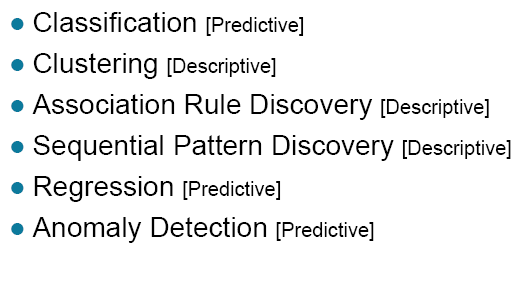 ● Classification [Predictive]
● Clustering [Descriptive]
● Association Rule Discovery [Descriptive]
● Sequential Pattern Discovery [Descriptive]
● Regression [Predictive]
● Anomaly Detection [Predictive]